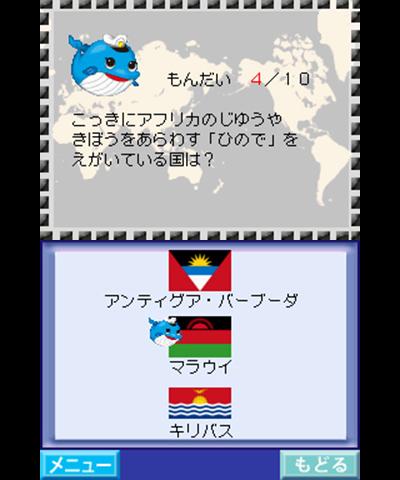 もんだい 4／10
こっきにアフリカのじゆうや
きぼうをあらわす「ひので」を
えがいている国は？
アンティグア・バーブーダ
マラウイ
キリバス
メニュー
もどる